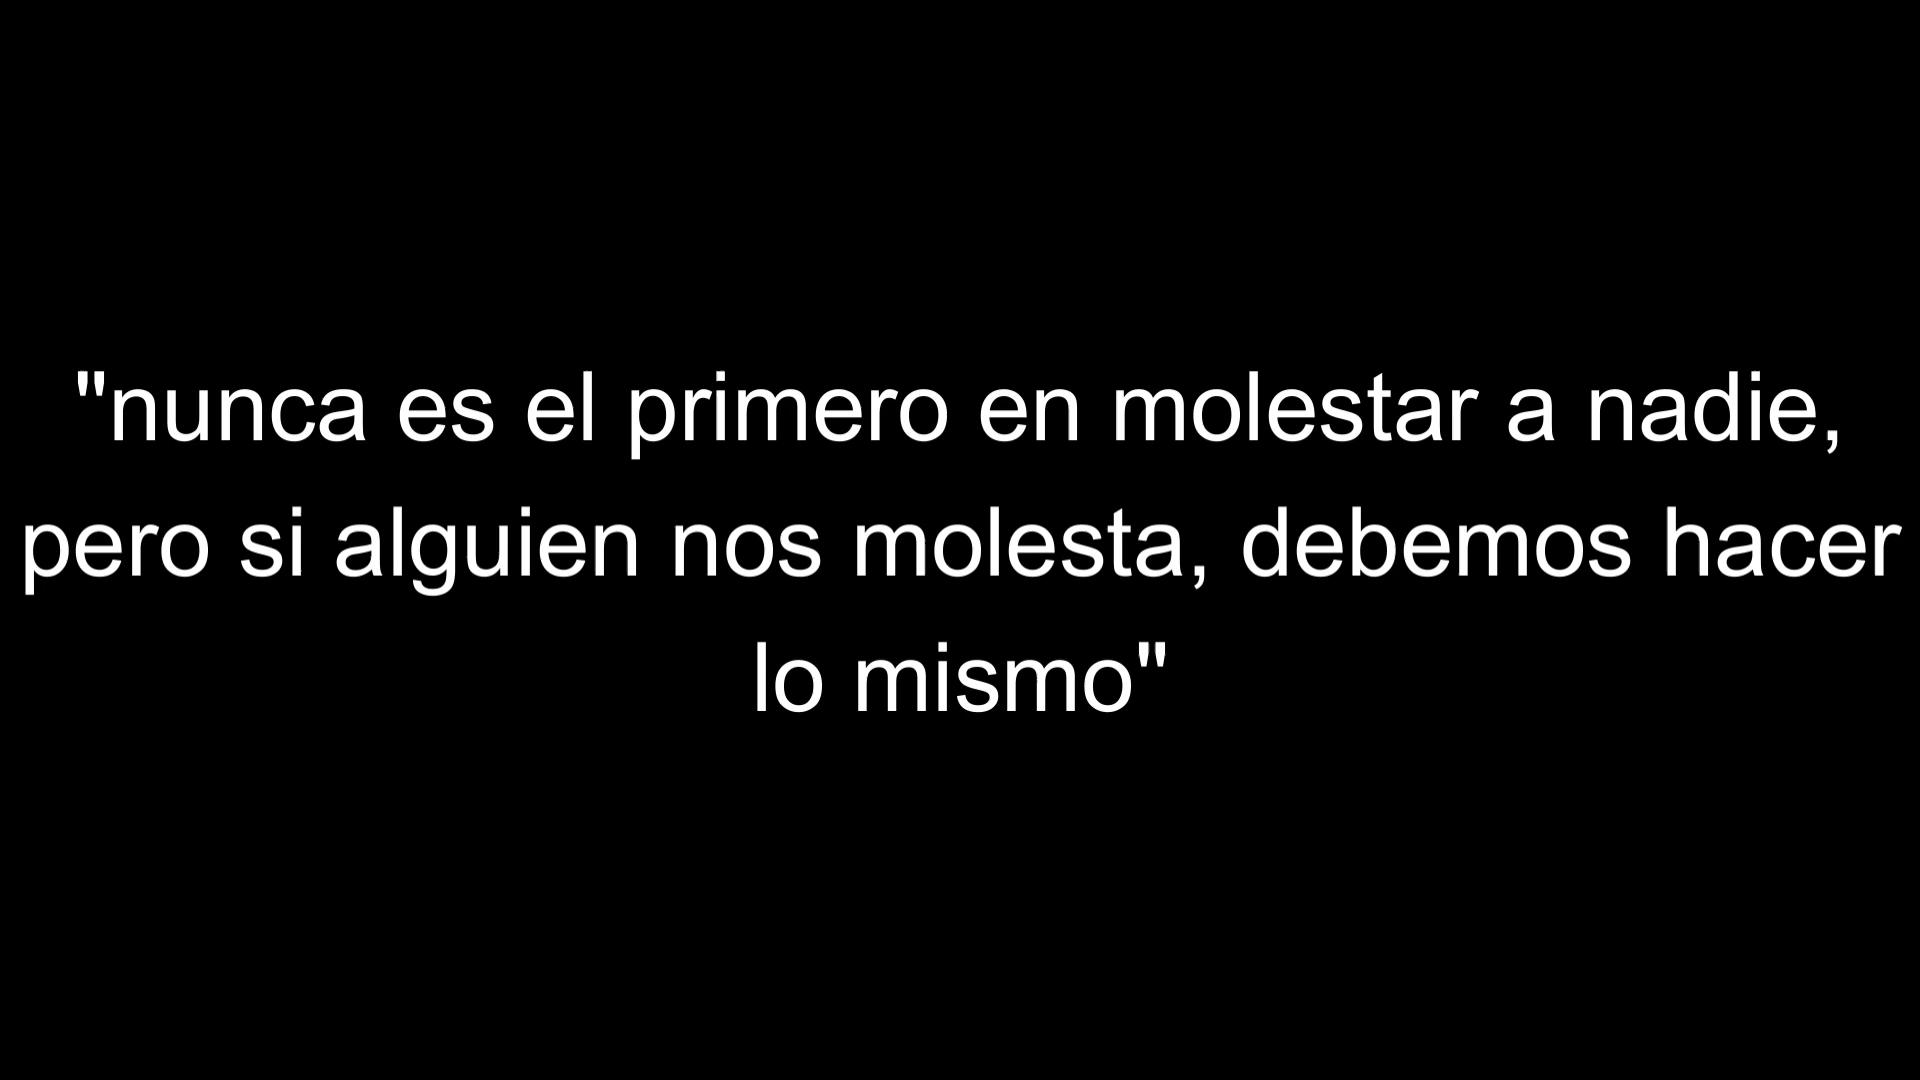 "nunca es el primero en molestar a nadie,
pero si alguien nos molesta, debemos hacer
lo mismo"